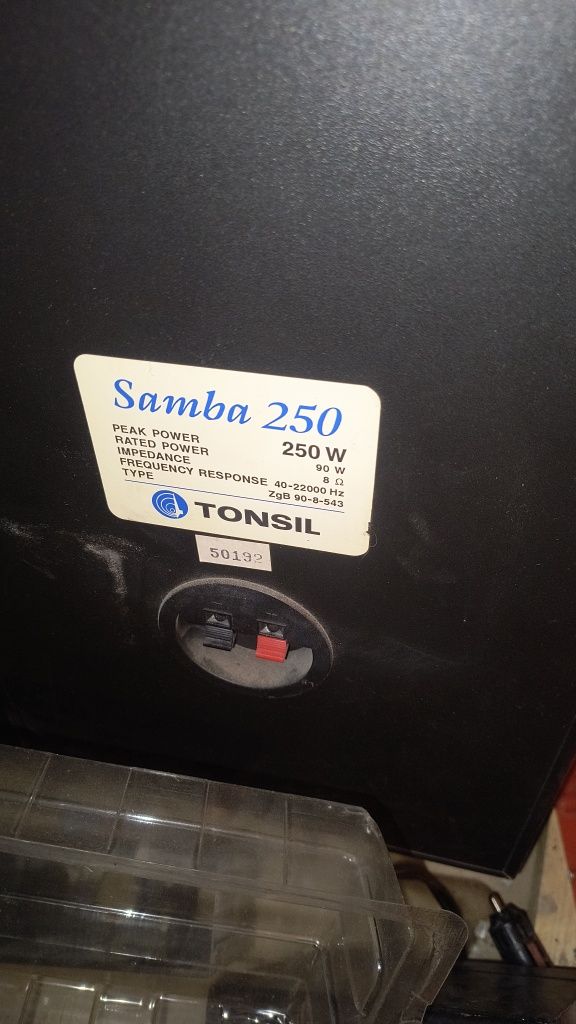 Samba 250
PEAK POWER 250 W
RATED POWER 90 W
IMPEDANCE 8 Ω
FREQUENCY RESPONSE 40-22000 Hz
TYPE ZgB 90-8-543
TONSIL
50192